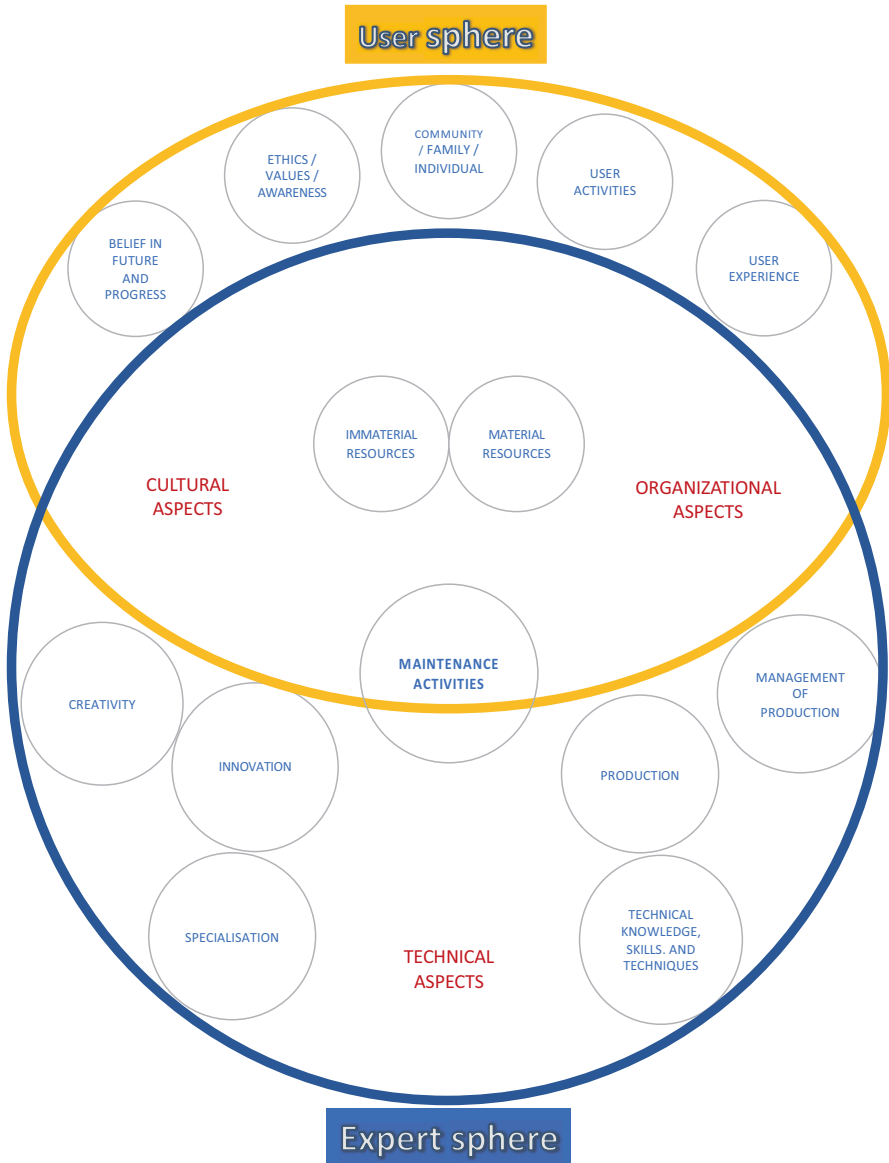 User sphere
COMMUNITY
/ FAMILY /
INDIVIDUAL
ETHICS /
VALUES /
AWARENESS
USER
ACTIVITIES
BELIEF IN
FUTURE
AND
PROGRESS
USER
EXPERIENCE
IMMATERIAL
RESOURCES
MATERIAL
RESOURCES
CULTURAL
ASPECTS
ORGANIZATIONAL
ASPECTS
MAINTENANCE
ACTIVITIES
CREATIVITY
MANAGEMENT
OF
PRODUCTION
INNOVATION
PRODUCTION
SPECIALISATION
TECHNICAL
KNOWLEDGE,
SKILLS. AND
TECHNIQUES
TECHNICAL
ASPECTS
Expert sphere